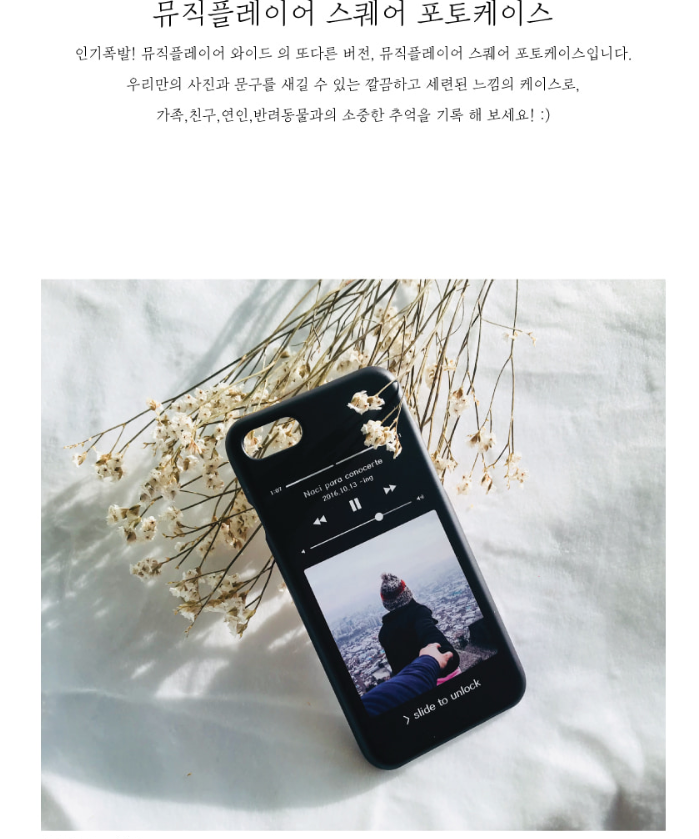 뮤직플레이어 스퀘어 포토케이스
인기폭발! 뮤직플레이어 와이드 의 또다른 버전, 뮤직플레이어 스퀘어 포토케이스입니다.
우리만의 사진과 문구를 새길 수 있는 깔끔하고 세련된 느낌의 케이스로,
가족,친구,연인,반려동물과의 소중한 추억을 기록 해 보세요! :)
1:07
Naci para conocerte
2016.10.13 -ing
slide to unlock